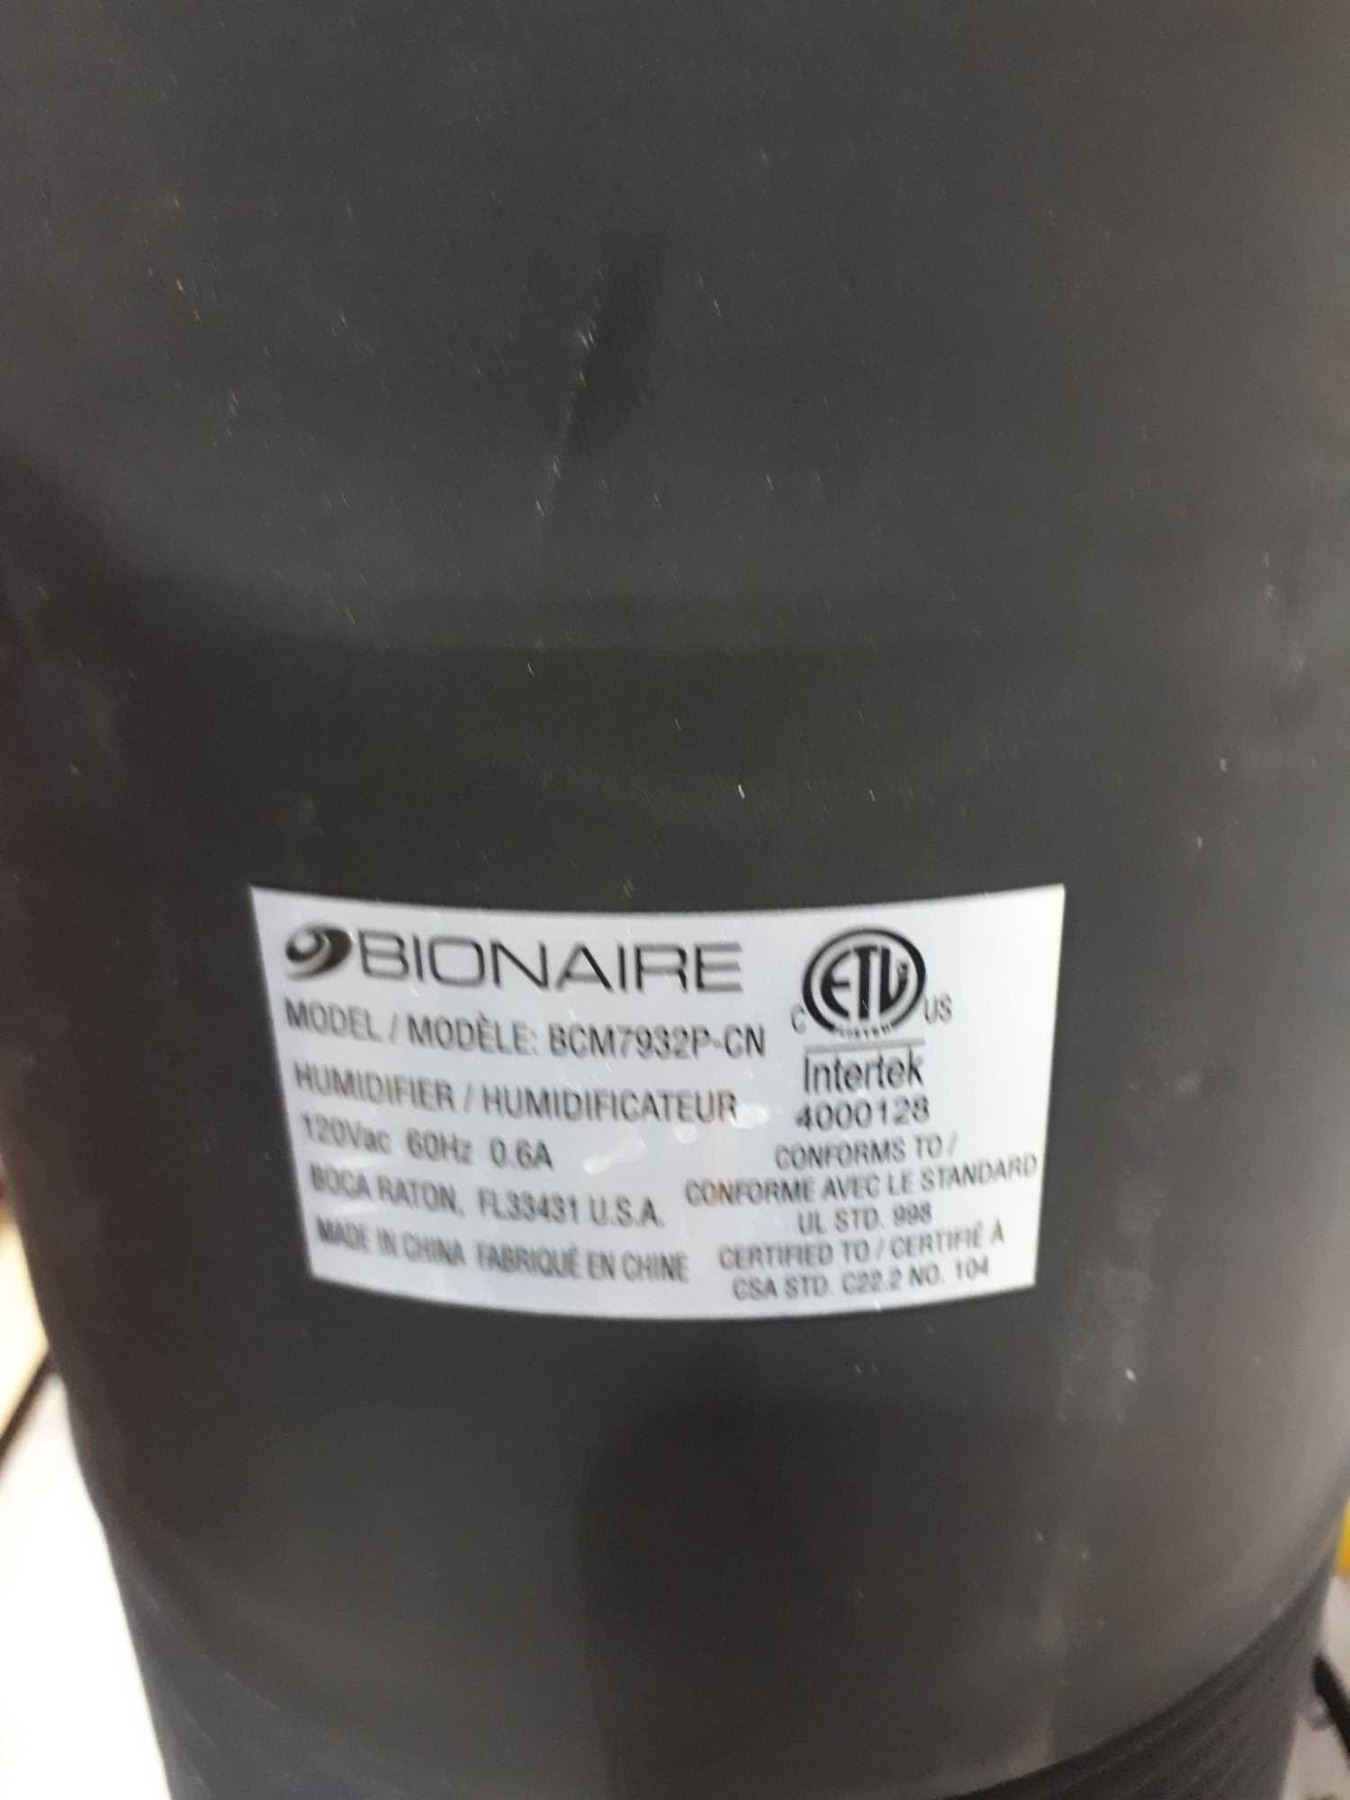 BIONAIRE
MODEL / MODÈLE: BCM7932P-CN
HUMIDIFIER / HUMIDIFICATEUR
120Vac 60Hz 0.6A
BOCA RATON, FL33431 U.S.A.
MADE IN CHINA FABRIQUÉ EN CHINE
ETL
LISTED
C US
Intertek
4000128
CONFORMS TO /
CONFORME AVEC LE STANDARD
UL STD. 998
CERTIFIED TO / CERTIFIÉ À
CSA STD. C22.2 NO. 104